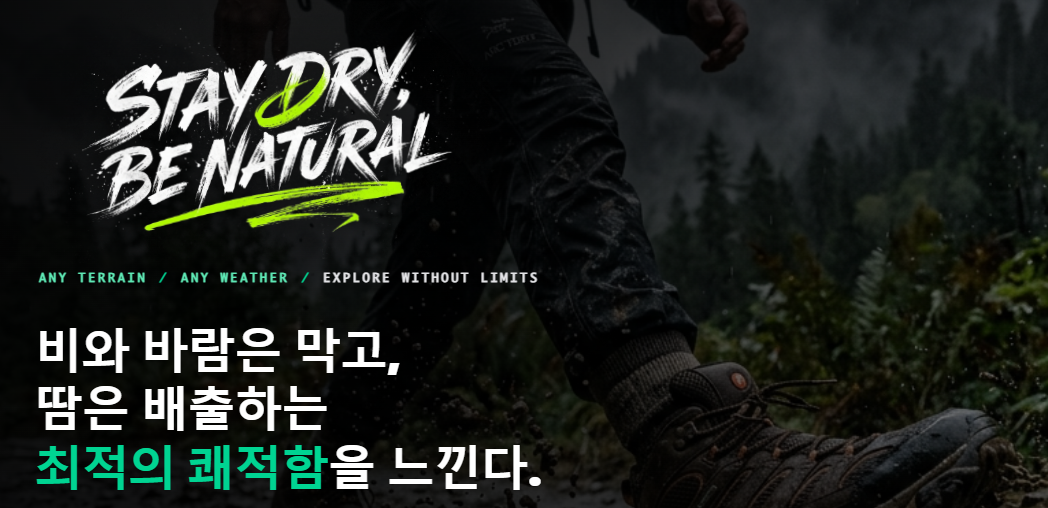 STAY DRY,
BE NATURAL
ANY TERRAIN / ANY WEATHER / EXPLORE WITHOUT LIMITS
비와 바람은 막고,
땀은 배출하는
최적의 쾌적함을 느낀다.